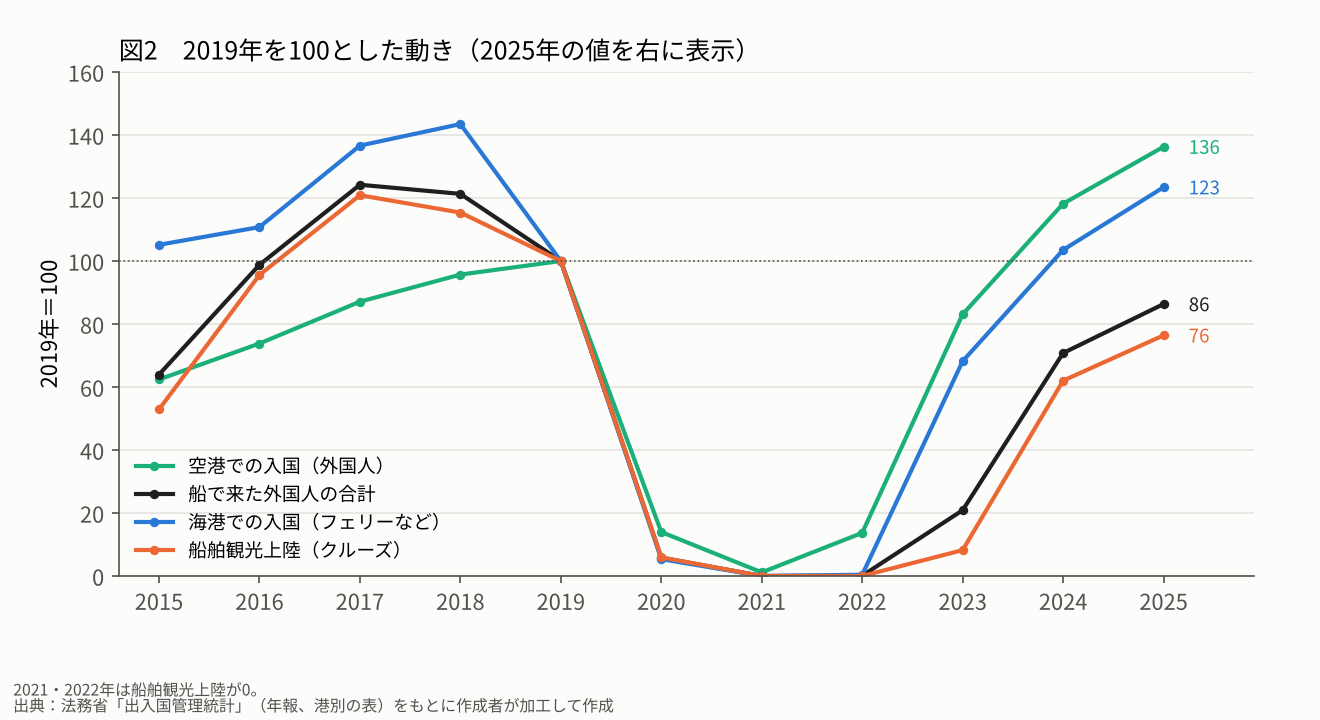 図2　2019年を100とした動き（2025年の値を右に表示）
2019年＝100
160
140
120
100
80
60
40
20
0
136
123
86
76
空港での入国（外国人）
船で来た外国人の合計
海港での入国（フェリーなど）
船舶観光上陸（クルーズ）
2015 2016 2017 2018 2019 2020 2021 2022 2023 2024 2025
2021・2022年は船舶観光上陸が0。
出典：法務省「出入国管理統計」（年報、港別の表）をもとに作成者が加工して作成